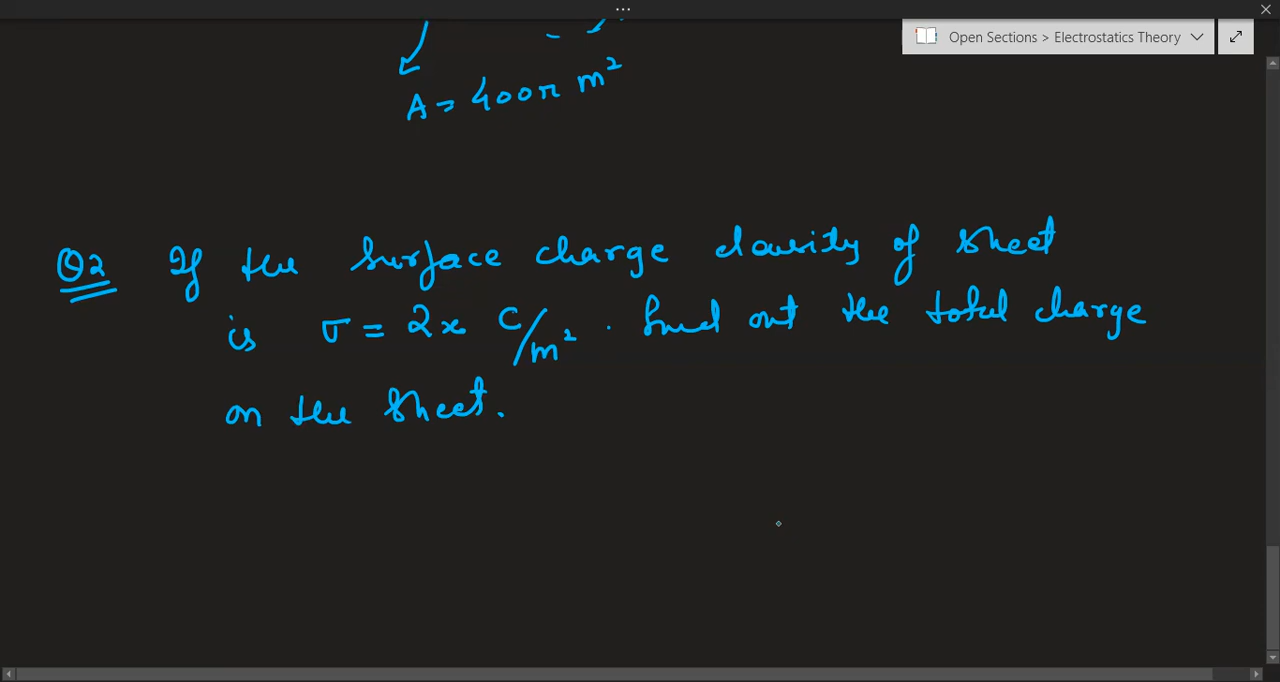 Open Sections > Electrostatics Theory
A = 400π m²
Q2 If the surface charge density of sheet
is σ = 2x C/m² . find out the total charge
on the sheet.